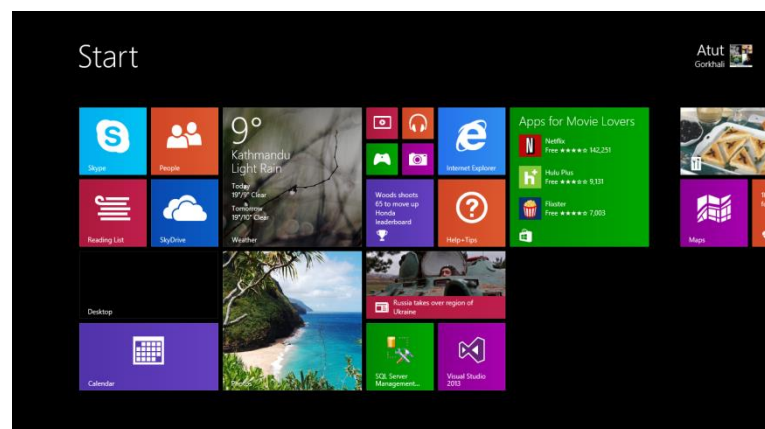 Start
Atut
Gorkhali
Skype
People
9°
Kathmandu
Light Rain
Today
19°/9° Clear
Tomorrow
19°/10° Clear
Weather
Internet Explorer
Apps for Movie Lovers
Netflix
Free ★★★★☆ 142,251
Hulu Plus
Free ★★★★☆ 9,131
Flixster
Free ★★★★☆ 7,003
Reading List
SkyDrive
Woods shoots
65 to move up
Honda
leaderboard
Help+Tips
Maps
Desktop
Calendar
Photos
Russia takes over region of
Ukraine
SQL Server
Management...
Visual Studio
2013